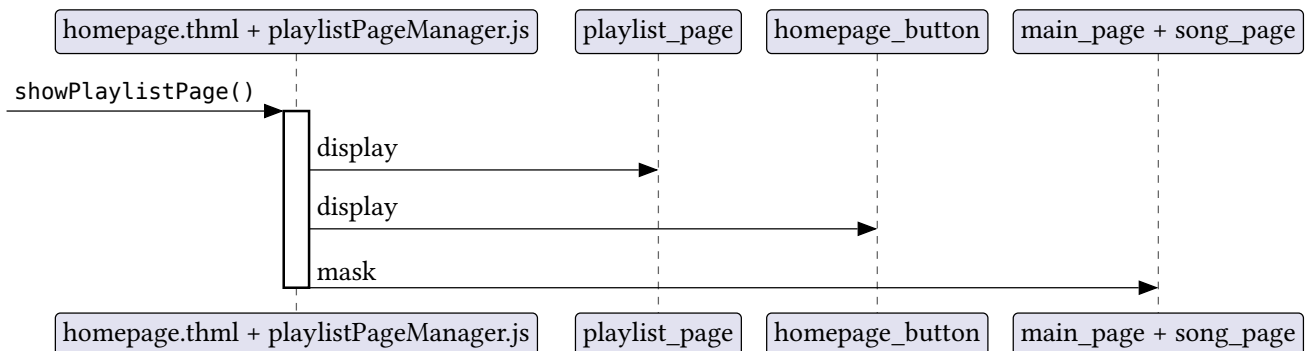 homepage.thml + playlistPageManager.js playlist_page homepage_button main_page + song_page
showPlaylistPage()
display
display
mask
homepage.thml + playlistPageManager.js playlist_page homepage_button main_page + song_page